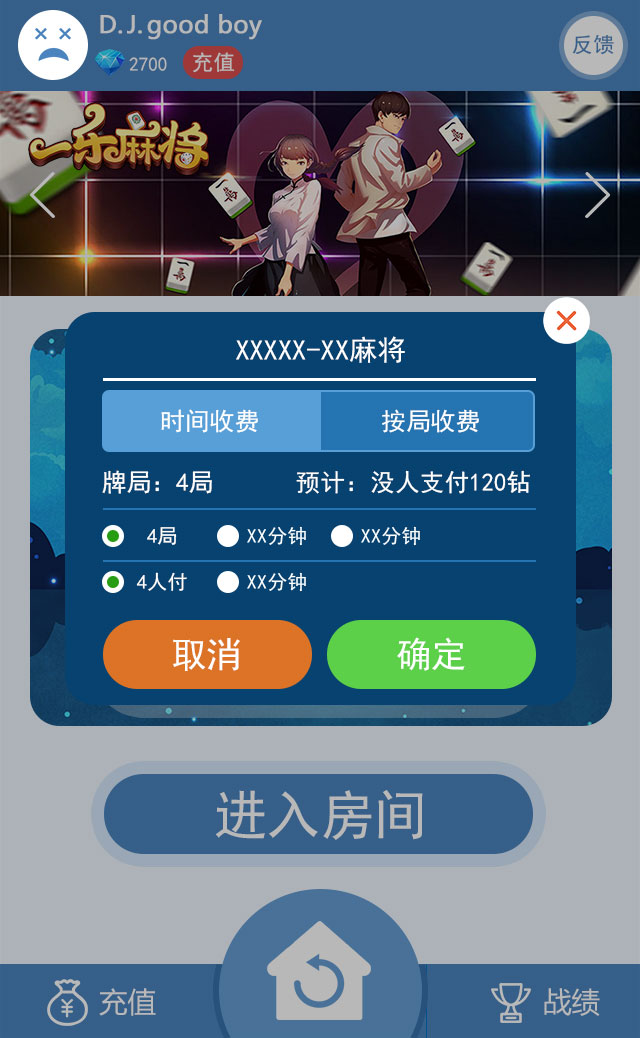 D.J.good boy
2700 充值
反馈
一乐麻将
XXXXX-XX麻将
时间收费 按局收费
牌局：4局 预计：没人支付120钻
4局 XX分钟 XX分钟
4人付 XX分钟
取消 确定
进入房间
充值 战绩